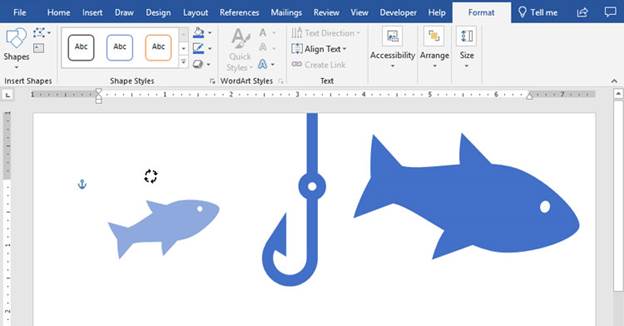 File Home Insert Draw Design Layout References Mailings Review View Developer Help Format Tell me
Shapes
Abc Abc Abc
Quick Styles
A
Text Direction
Align Text
Create Link
Accessibility
Arrange
Size
Insert Shapes Shape Styles WordArt Styles Text
1 1 2 3 4 5 6 7
1
2